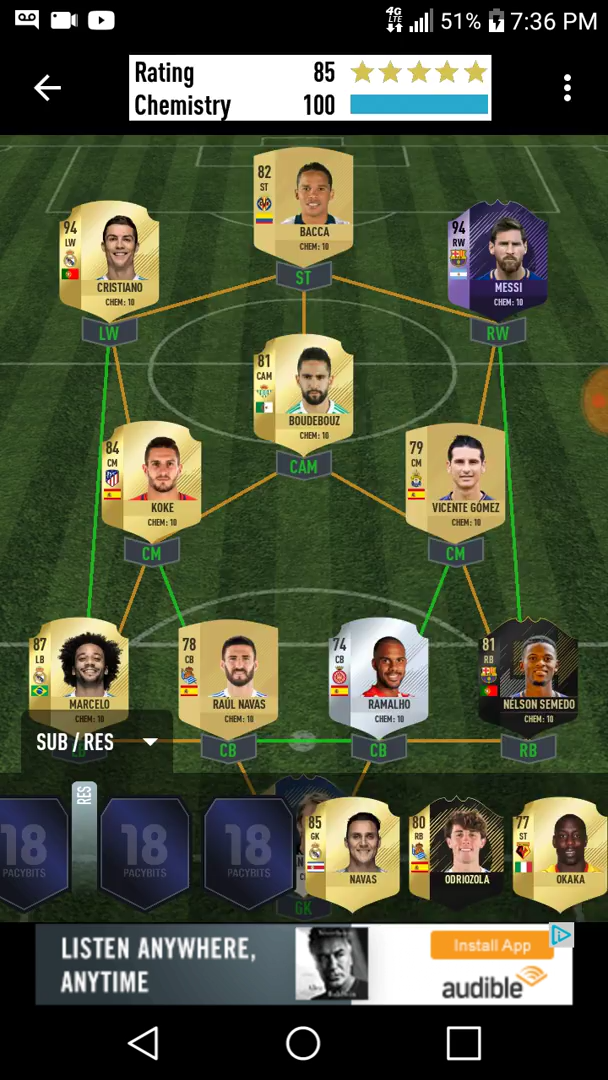 4G
LTE
51%
7:36 PM
Rating 85
Chemistry 100
82
ST
BACCA
CHEM: 10
ST
94
LW
CRISTIANO
CHEM: 10
LW
94
RW
MESSI
CHEM: 10
RW
81
CAM
BOUDEBOUZ
CHEM: 10
CAM
84
CM
KOKE
CHEM: 10
CM
79
CM
VICENTE GÓMEZ
CHEM: 10
CM
87
LB
MARCELO
CHEM: 10
LB
78
CB
RAÚL NAVAS
CHEM: 10
CB
74
CB
RAMALHO
CHEM: 10
CB
81
RB
NÉLSON SEMEDO
CHEM: 10
RB
SUB / RES
RES
18
PACYBITS
18
PACYBITS
18
PACYBITS
GK
85
GK
NAVAS
80
RB
ODRIOZOLA
77
ST
OKAKA
LISTEN ANYWHERE,
ANYTIME
Install App
audible